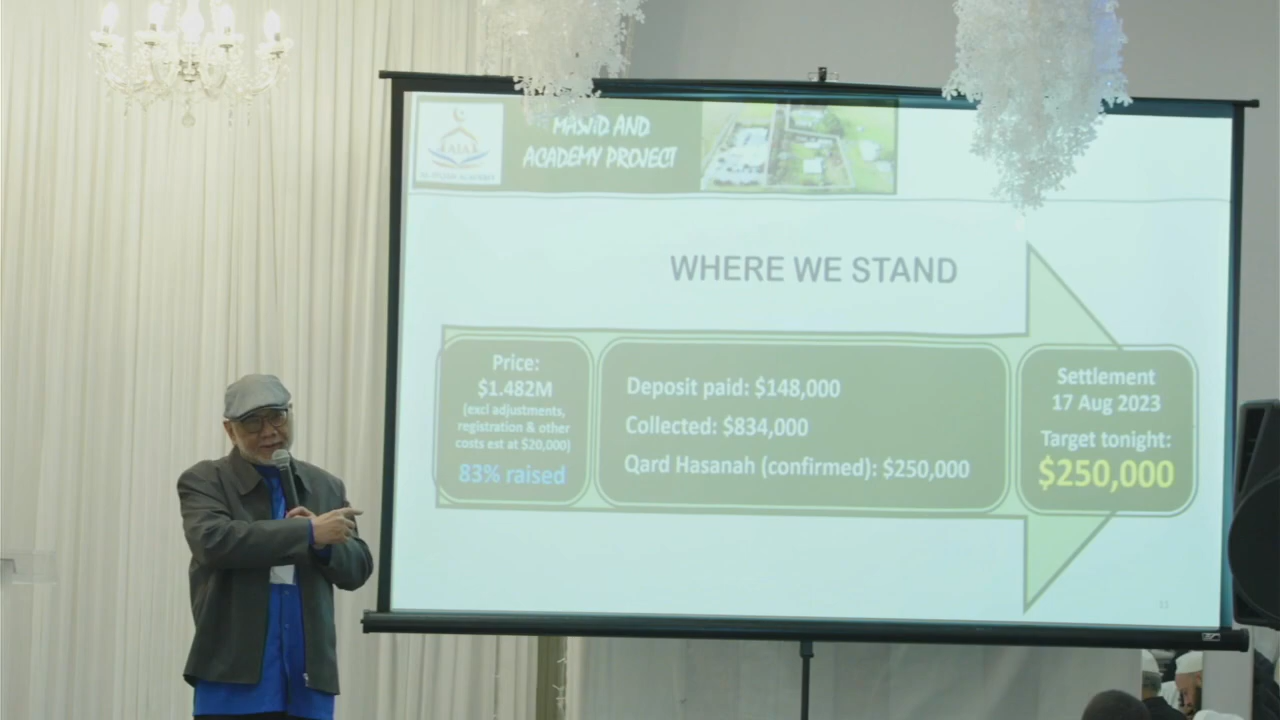 MASJID AND
ACADEMY PROJECT
AIA
WHERE WE STAND
Price:
$1.482M
(excl adjustments,
registration & other
costs est at $20,000)
83% raised
Deposit paid: $148,000
Collected: $834,000
Qard Hasanah (confirmed): $250,000
Settlement
17 Aug 2023
Target tonight:
$250,000